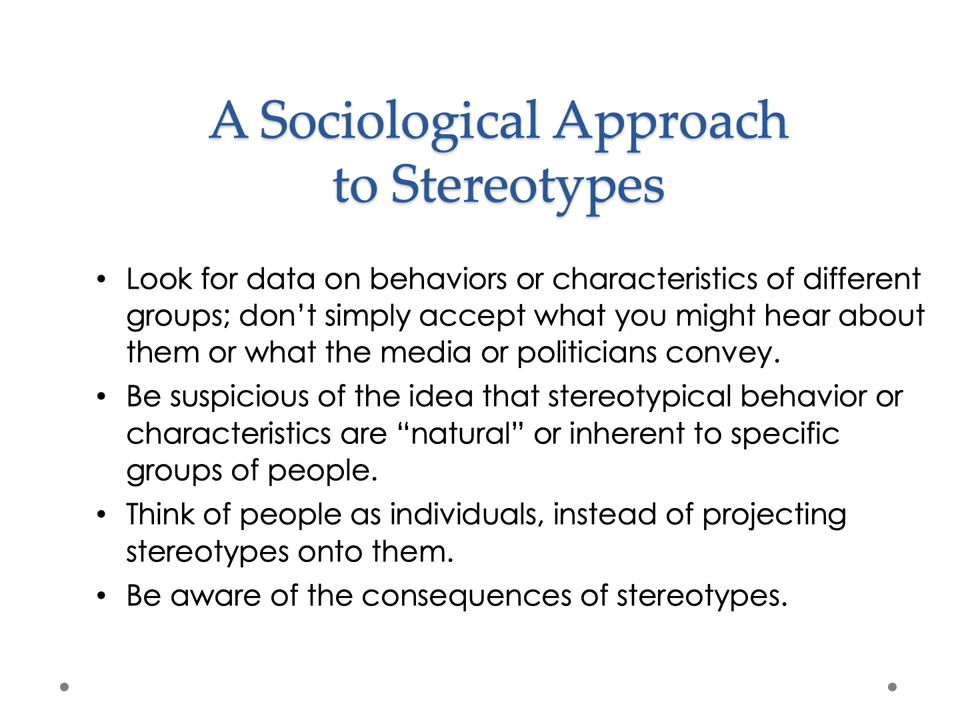 A Sociological Approach
to Stereotypes
• Look for data on behaviors or characteristics of different
groups; don’t simply accept what you might hear about
them or what the media or politicians convey.
• Be suspicious of the idea that stereotypical behavior or
characteristics are “natural” or inherent to specific
groups of people.
• Think of people as individuals, instead of projecting
stereotypes onto them.
• Be aware of the consequences of stereotypes.